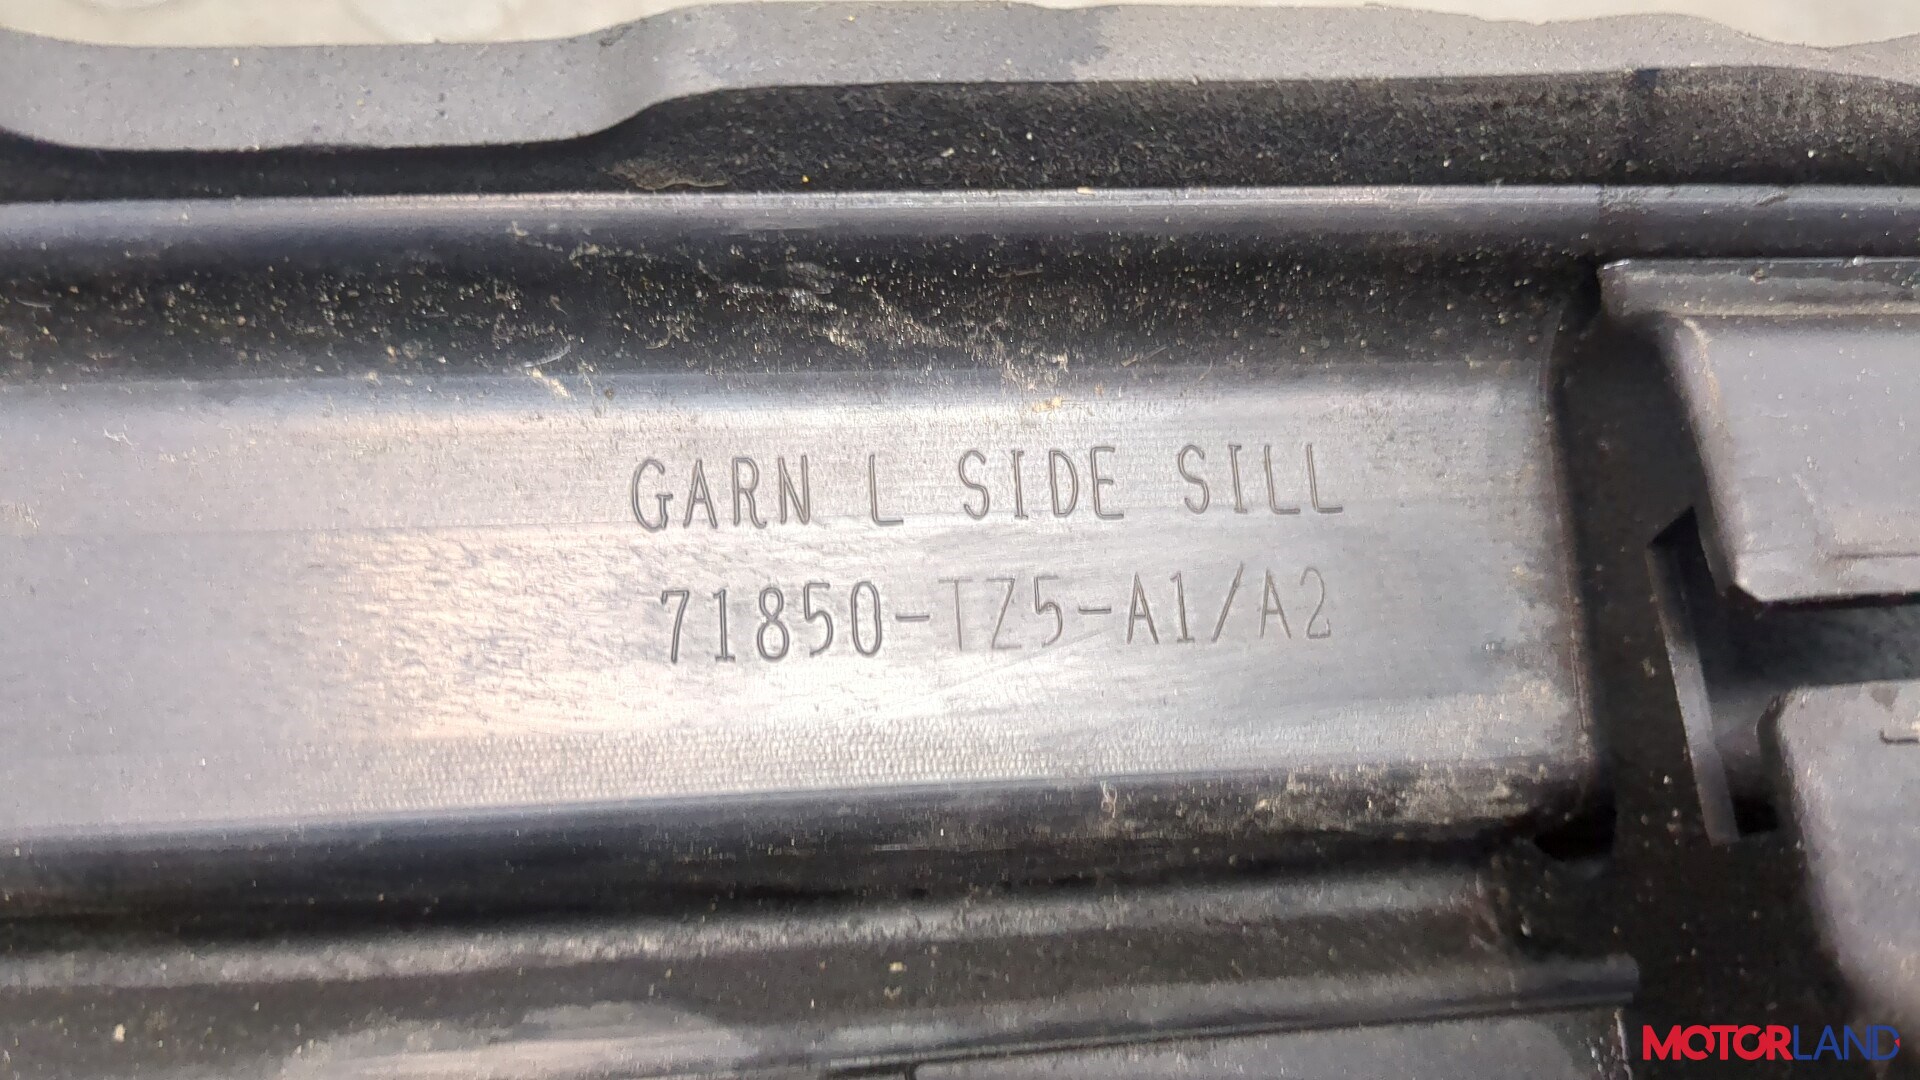 GARN L SIDE SILL
71850-TZ5-A1/A2
MOTORLAND